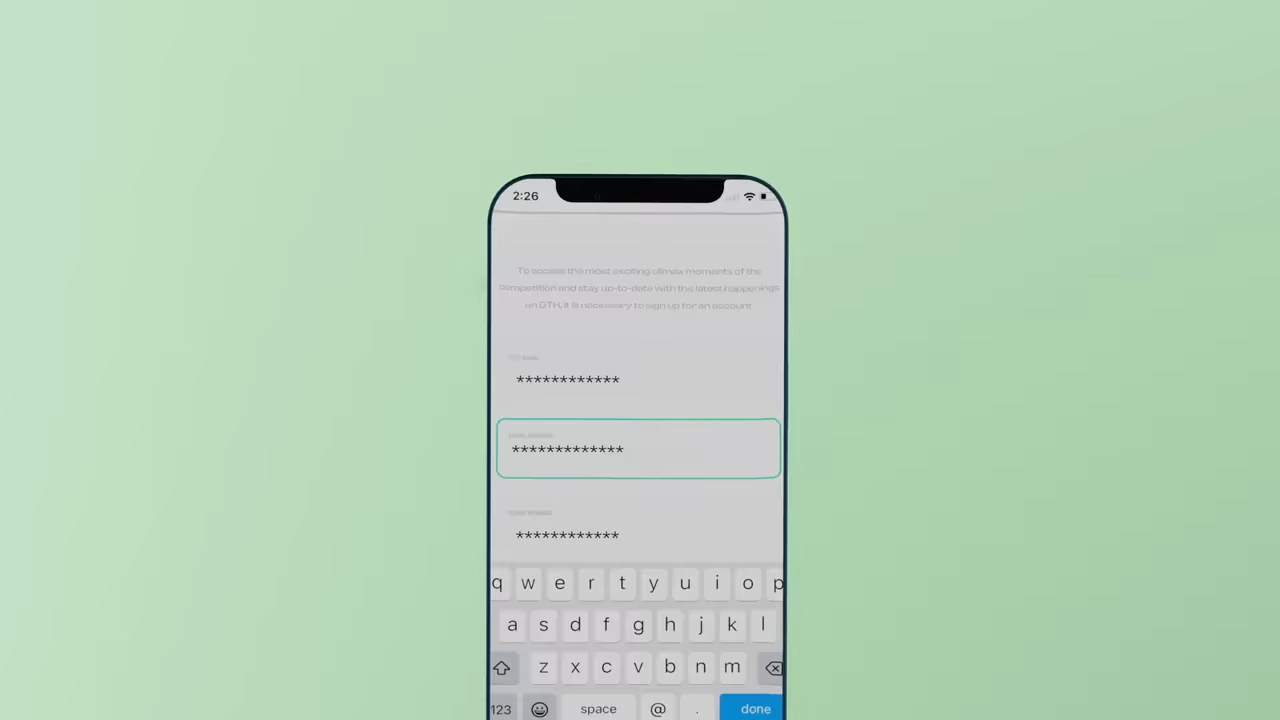 2:26
To access the most exciting climax moments of the
competition and stay up-to-date with the latest happenings
on DTH, it is necessary to sign up for an account
************
*************
************
q w e r t y u i o p
a s d f g h j k l
z x c v b n m
123 space @ . done